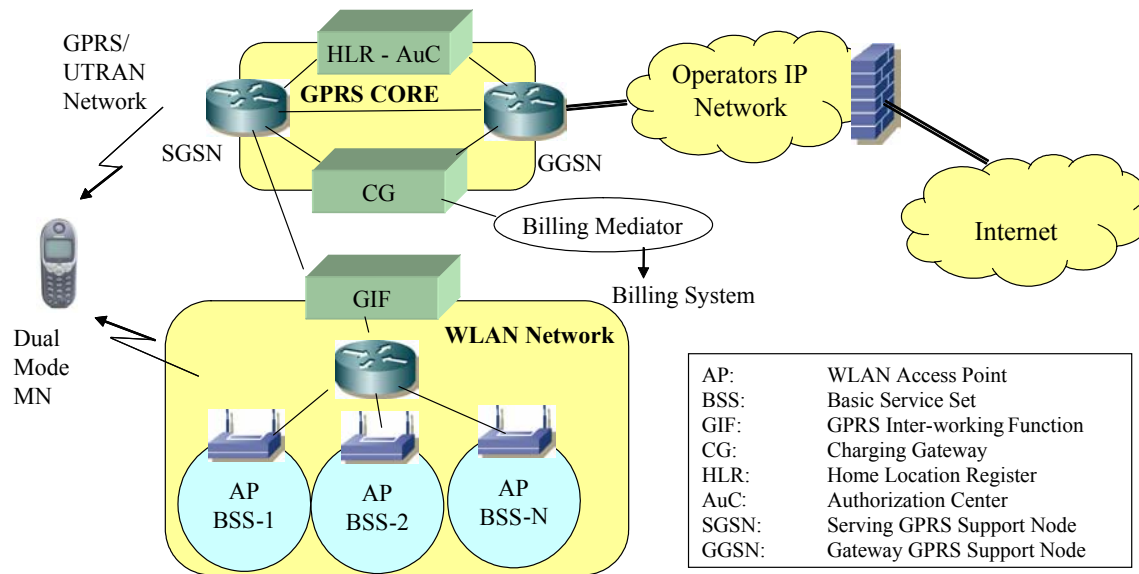 GPRS/
UTRAN
Network
HLR - AuC
GPRS CORE
SGSN
GGSN
CG
Operators IP
Network
Internet
Billing Mediator
Billing System
GIF
WLAN Network
Dual
Mode
MN
AP
BSS-1
AP
BSS-2
AP
BSS-N
AP: WLAN Access Point
BSS: Basic Service Set
GIF: GPRS Inter-working Function
CG: Charging Gateway
HLR: Home Location Register
AuC: Authorization Center
SGSN: Serving GPRS Support Node
GGSN: Gateway GPRS Support Node